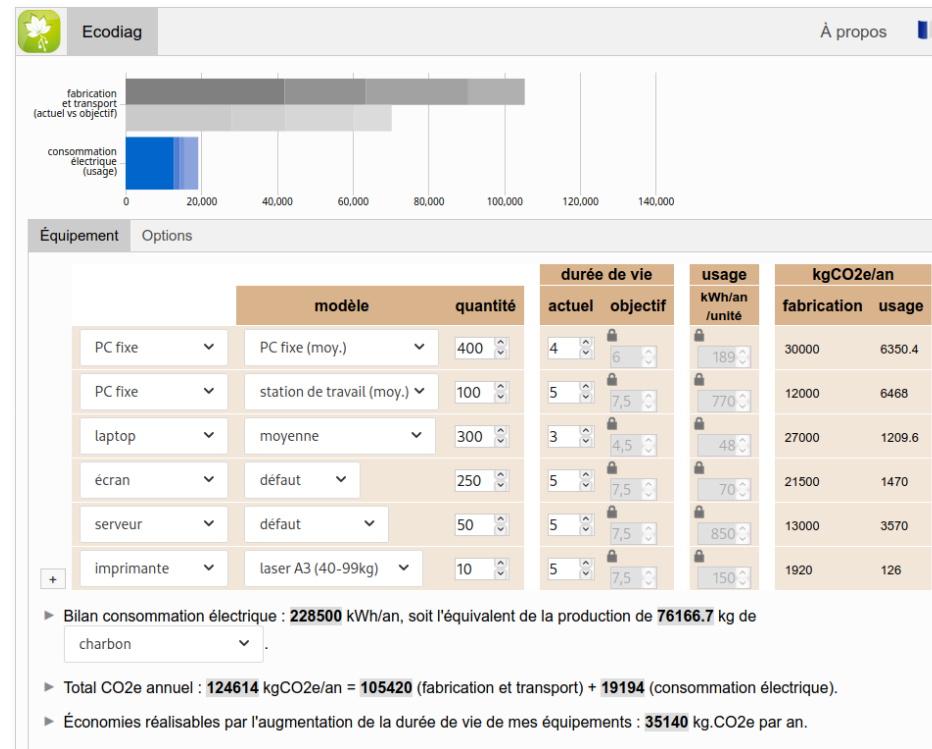 Ecodiag À propos
fabrication
et transport
(actuel vs objectif)
consommation
électrique
(usage)
0 20,000 40,000 60,000 80,000 100,000 120,000 140,000
Équipement Options
durée de vie usage kgCO2e/an
modèle quantité actuel objectif kWh/an /unité fabrication usage
PC fixe PC fixe (moy.) 400 4 6 189 30000 6350.4
PC fixe station de travail (moy.) 100 5 7,5 770 12000 6468
laptop moyenne 300 3 4,5 48 27000 1209.6
écran défaut 250 5 7,5 70 21500 1470
serveur défaut 50 5 7,5 850 13000 3570
+ imprimante laser A3 (40-99kg) 10 5 7,5 150 1920 126
Bilan consommation électrique : 228500 kWh/an, soit l'équivalent de la production de 76166.7 kg de
charbon .
Total CO2e annuel : 124614 kgCO2e/an = 105420 (fabrication et transport) + 19194 (consommation électrique).
Économies réalisables par l'augmentation de la durée de vie de mes équipements : 35140 kg.CO2e par an.